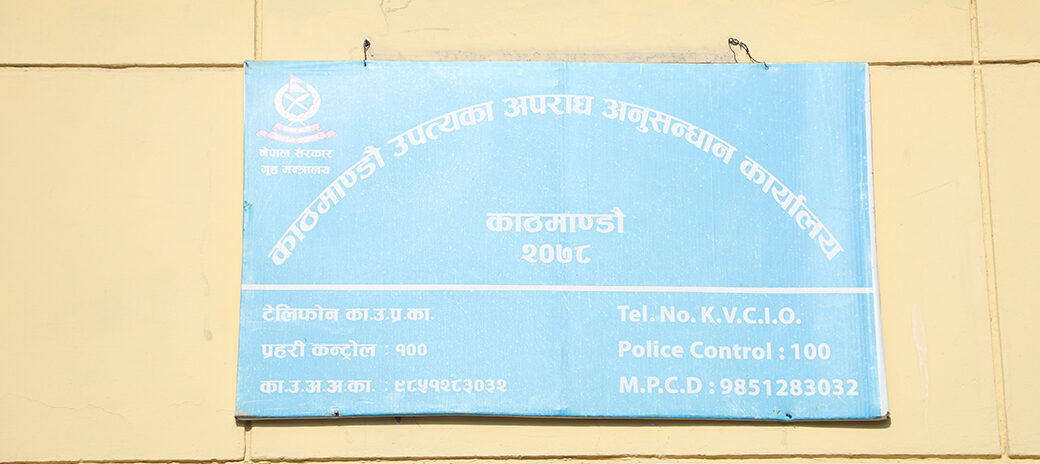 नेपाल सरकार
गृह मन्त्रालय
काठमाण्डौ उपत्यका अपराध अनुसन्धान कार्यालय
काठमाण्डौ
२०७८
टेलिफोन का.उ.प्र.का.
प्रहरी कन्ट्रोल : १००
का.उ.अ.अ.का. : ९८५१२८३०३२
Tel. No. K.V.C.I.O.
Police Control : 100
M.P.C.D : 9851283032